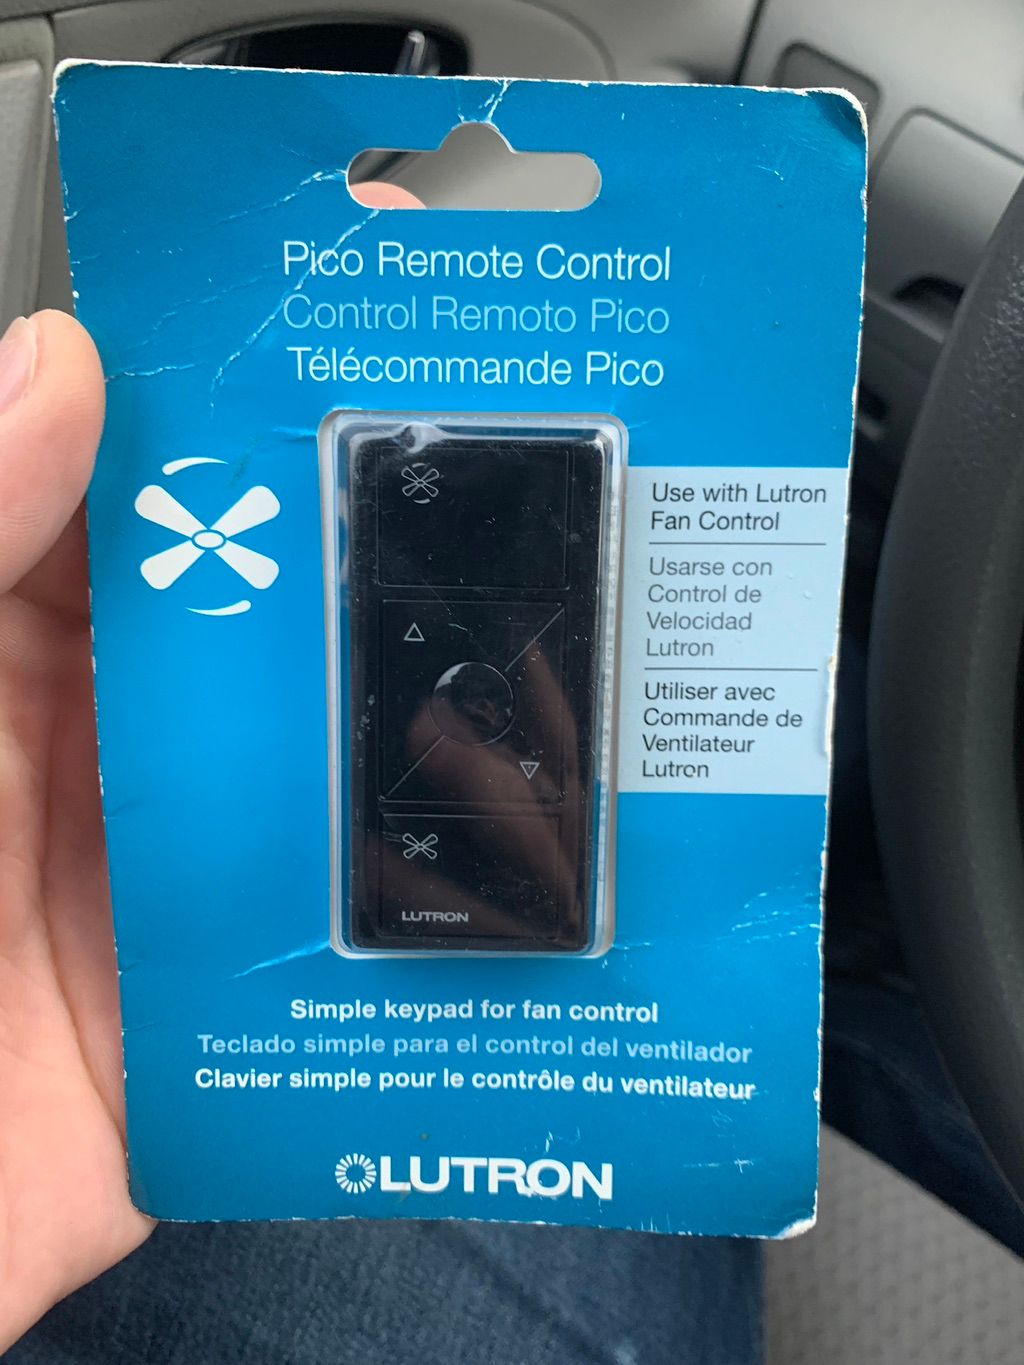 Pico Remote Control
Control Remoto Pico
Télécommande Pico
Use with Lutron
Fan Control
Usarse con
Control de
Velocidad
Lutron
Utiliser avec
Commande de
Ventilateur
Lutron
LUTRON
Simple keypad for fan control
Teclado simple para el control del ventilador
Clavier simple pour le contrôle du ventilateur
LUTRON